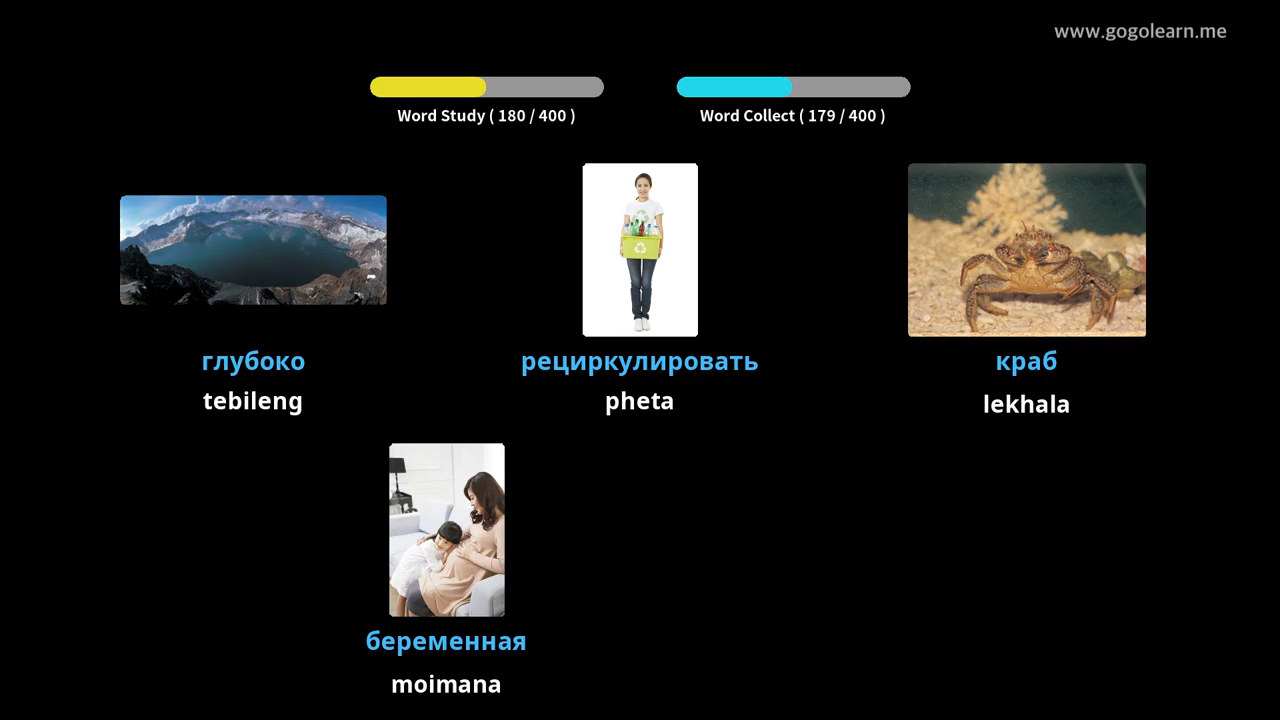 www.gogolearn.me
Word Study ( 180 / 400 )
Word Collect ( 179 / 400 )
глубоко
tebileng
рециркулировать
pheta
краб
lekhala
беременная
moimana